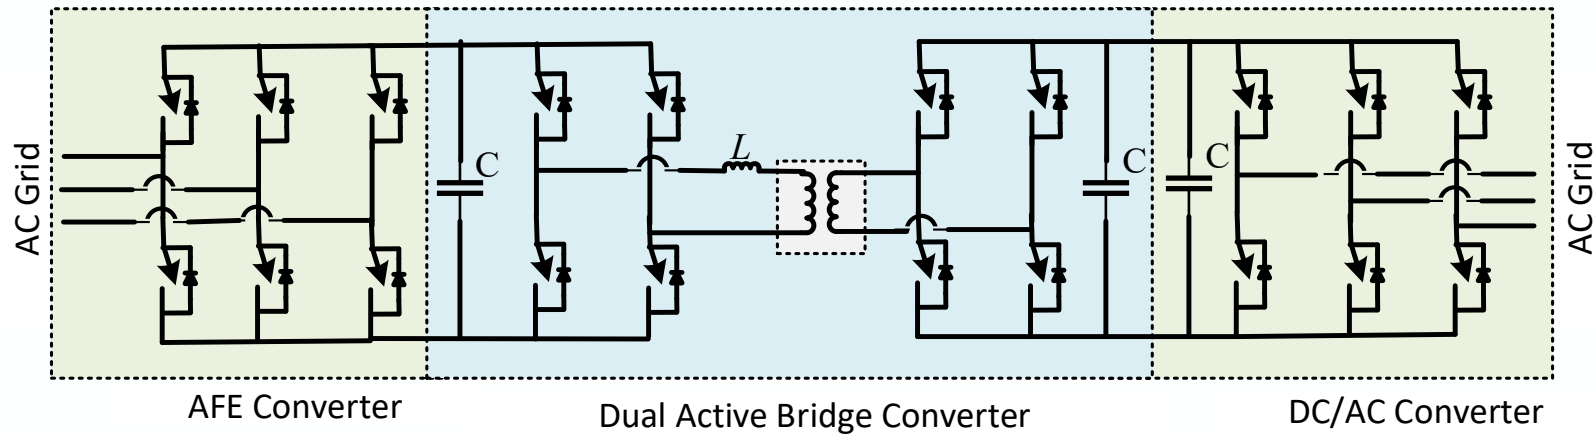 AC Grid
C
L
C
C
AC Grid
AFE Converter
Dual Active Bridge Converter
DC/AC Converter